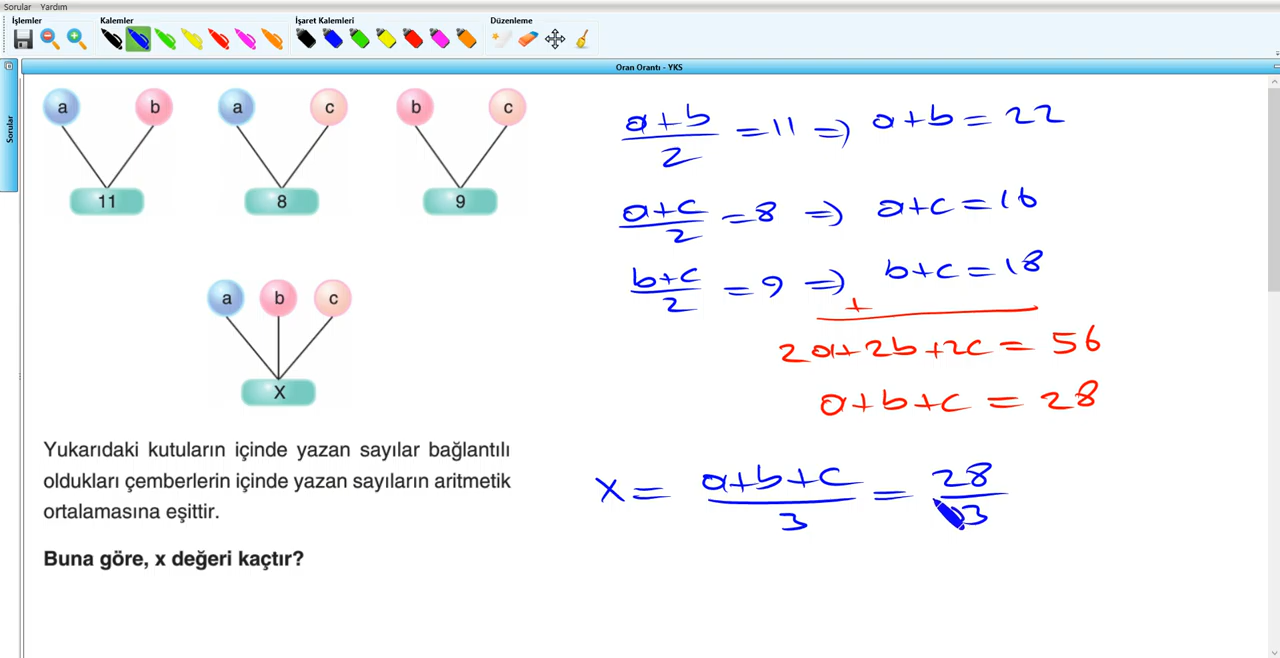 Sorular Yardım
İşlemler Kalemler İşaret Kalemleri Düzenleme
Oran Orantı - YKS
Sorular
a b a c b c
11 8 9
a b c
X
Yukarıdaki kutuların içinde yazan sayılar bağlantılı
oldukları çemberlerin içinde yazan sayıların aritmetik
ortalamasına eşittir.
Buna göre, x değeri kaçtır?
a+b/2 = 11 => a+b = 22
a+c/2 = 8 => a+c = 16
b+c/2 = 9 => b+c = 18
+
2a+2b+2c = 56
a+b+c = 28
x = a+b+c/3 = 28/3